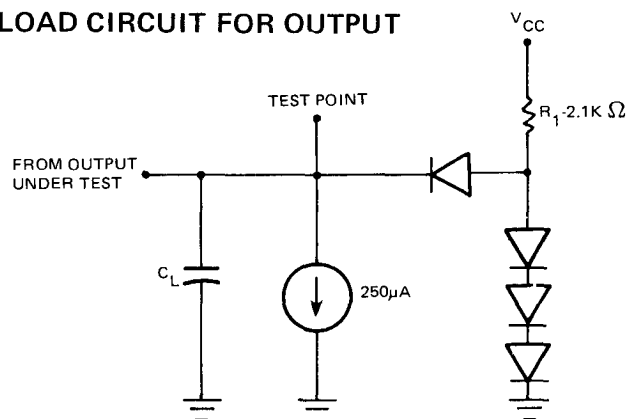 LOAD CIRCUIT FOR OUTPUT
VCC
TEST POINT
R1-2.1K Ω
FROM OUTPUT
UNDER TEST
CL
250μA